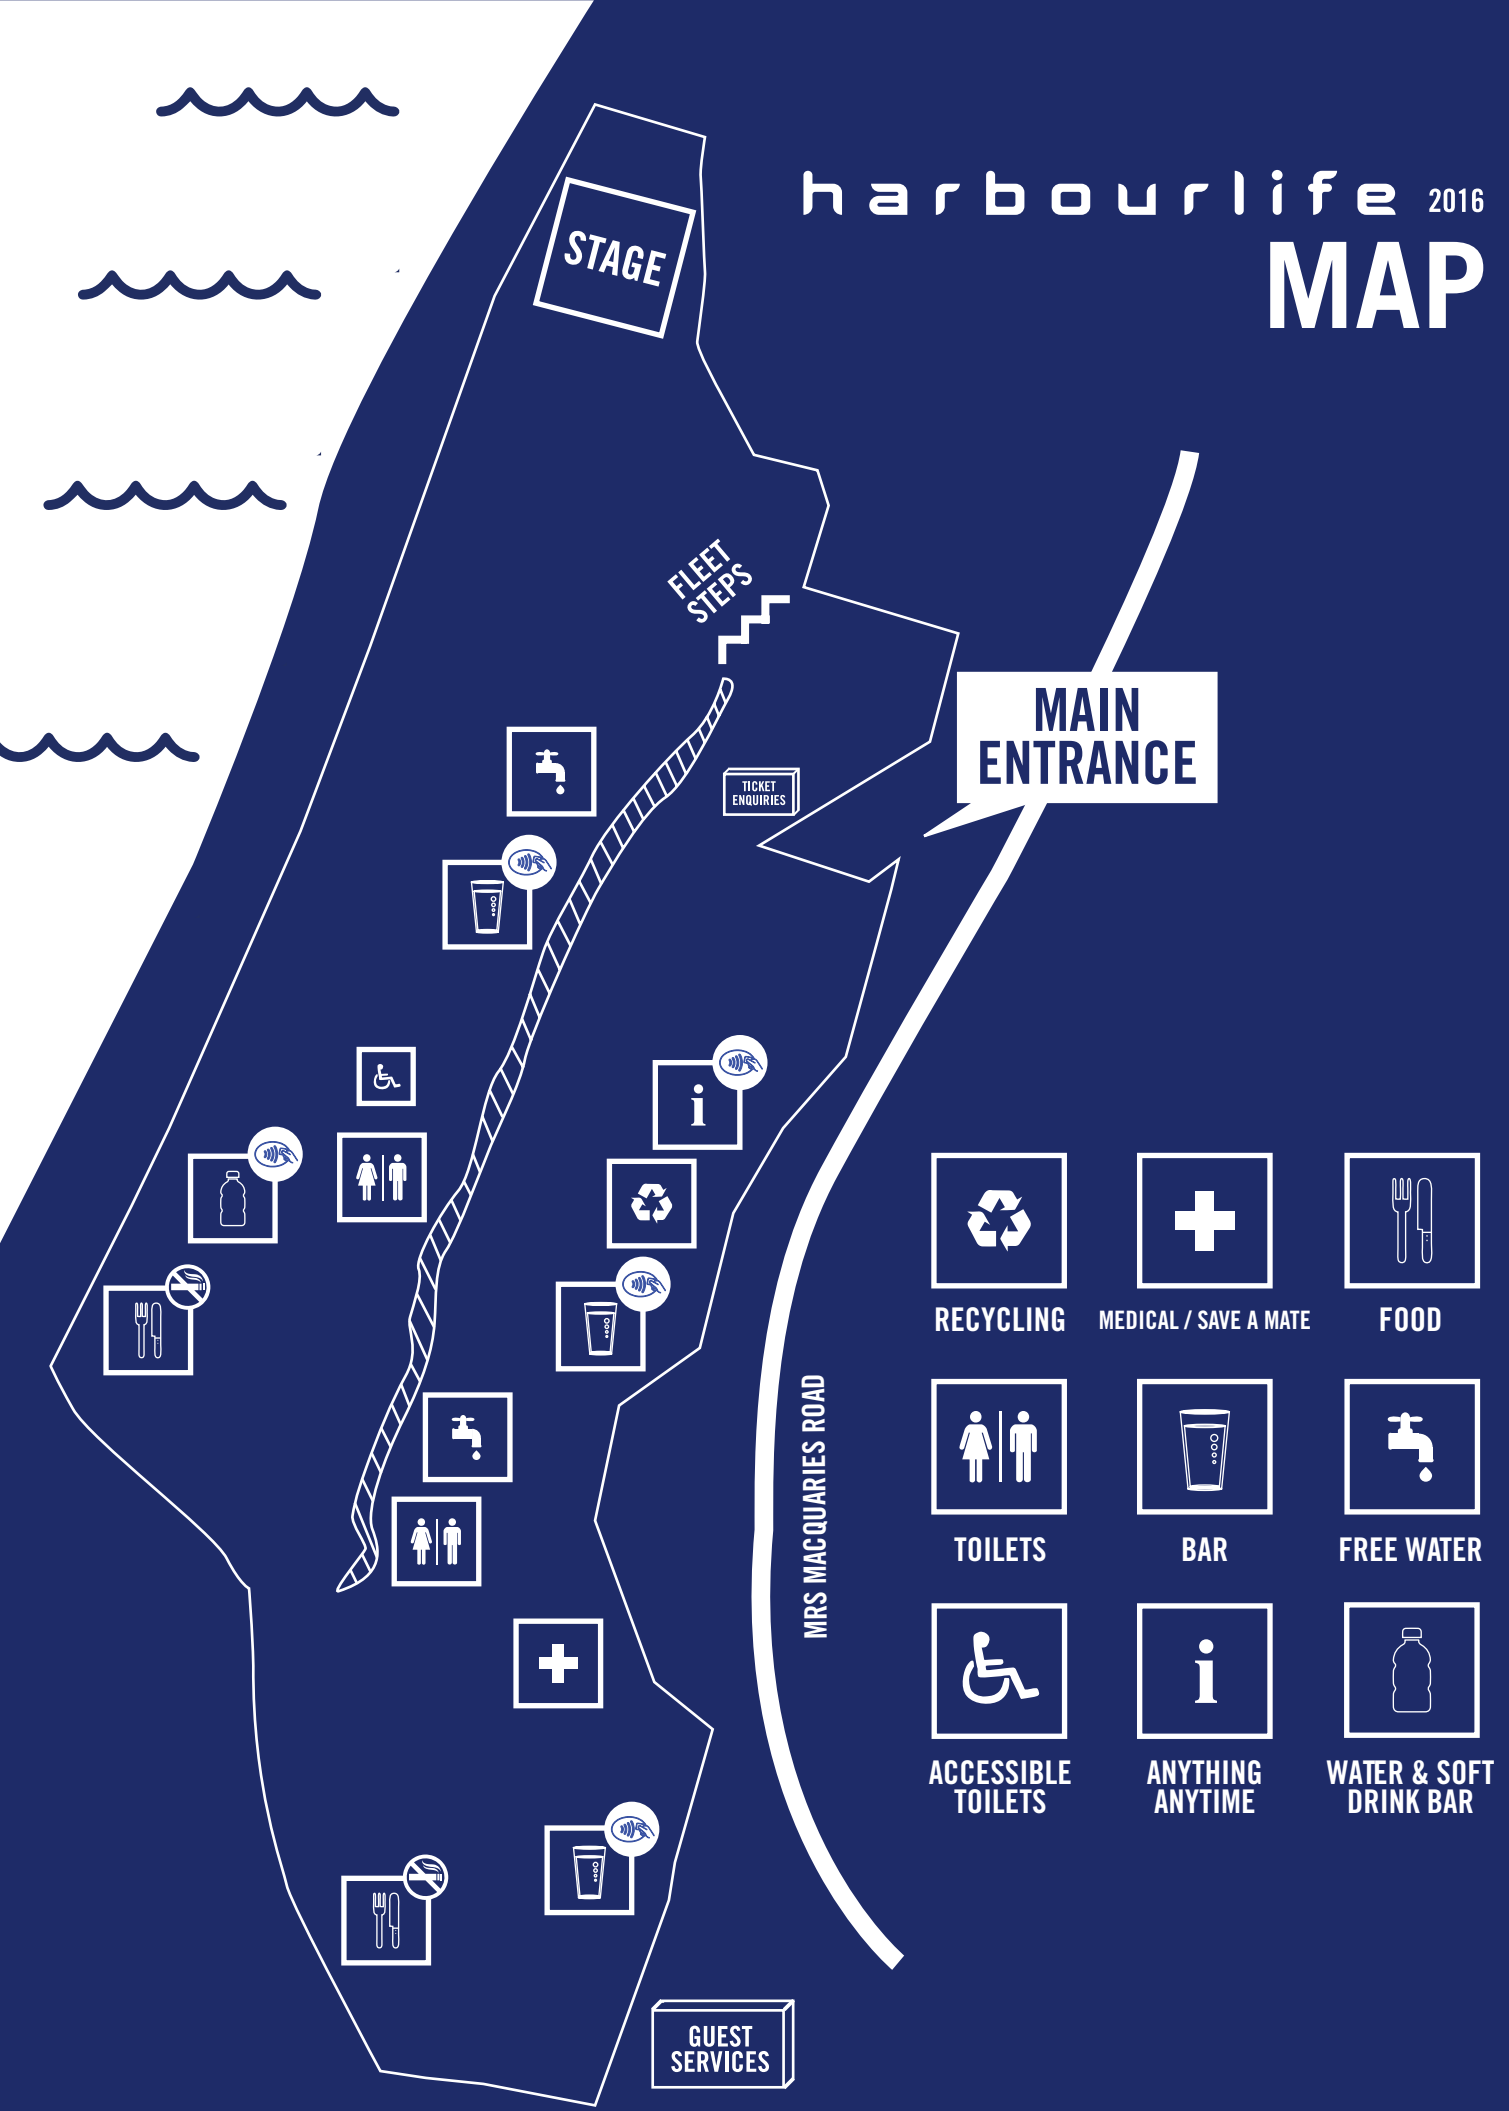 harbourlife 2016
MAP
STAGE
FLEET
STEPS
MAIN
ENTRANCE
TICKET
ENQUIRIES
i
MRS MACQUARIES ROAD
RECYCLING
MEDICAL / SAVE A MATE
FOOD
TOILETS
BAR
FREE WATER
i
ACCESSIBLE
TOILETS
ANYTHING
ANYTIME
WATER & SOFT
DRINK BAR
GUEST
SERVICES